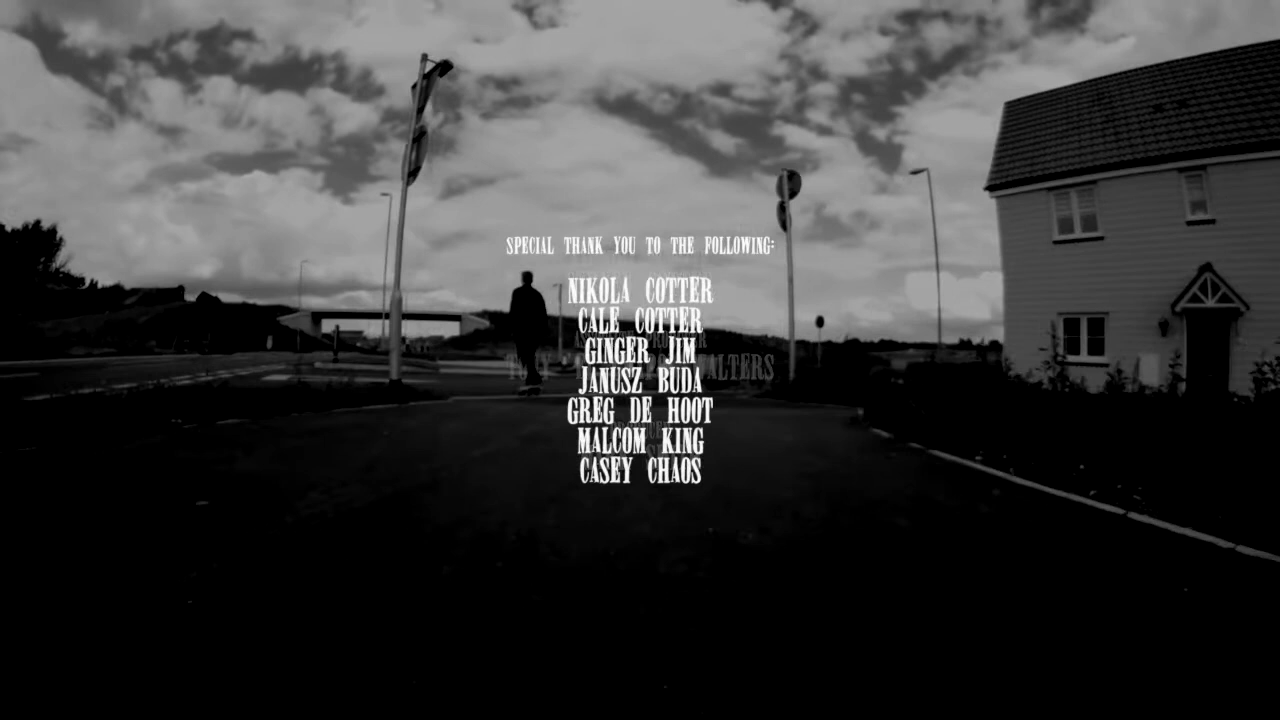 SPECIAL THANK YOU TO THE FOLLOWING:
NIKOLA COTTER
CALE COTTER
GINGER JIM
JANUSZ BUDA
GREG DE HOOT
MALCOM KING
CASEY CHAOS